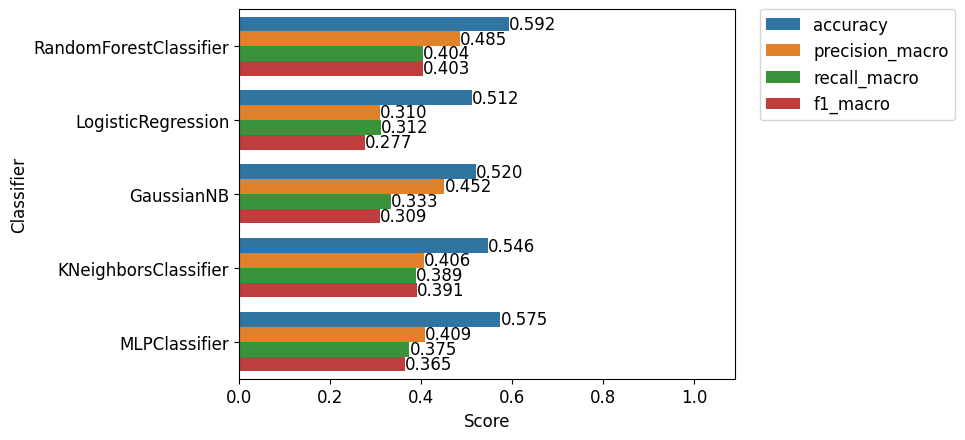 RandomForestClassifier
0.592
0.485
0.404
0.403
LogisticRegression
0.512
0.310
0.312
0.277
GaussianNB
0.520
0.452
0.333
0.309
KNeighborsClassifier
0.546
0.406
0.389
0.391
MLPClassifier
0.575
0.409
0.375
0.365
Classifier
0.0 0.2 0.4 0.6 0.8 1.0
Score
accuracy
precision_macro
recall_macro
f1_macro